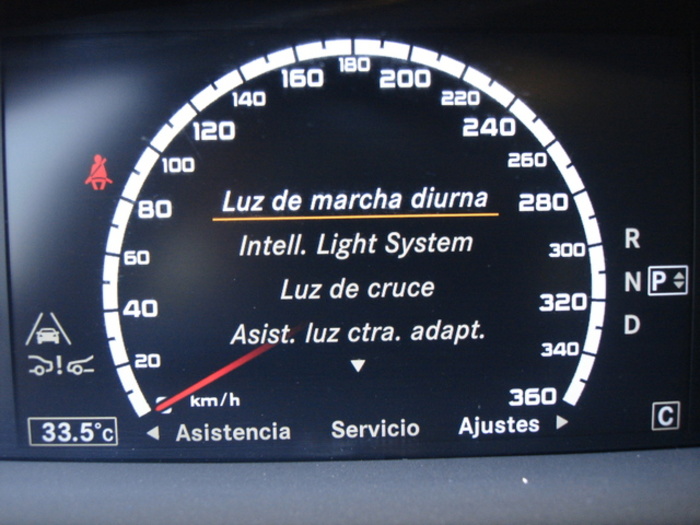 180
160 200
140 220
120 240
100 260
80 Luz de marcha diurna 280
Intell. Light System
60 300 R
Luz de cruce N P
40 320
Asist. luz ctra. adapt. D
20 340
km/h 360
33.5°C Asistencia Servicio Ajustes C